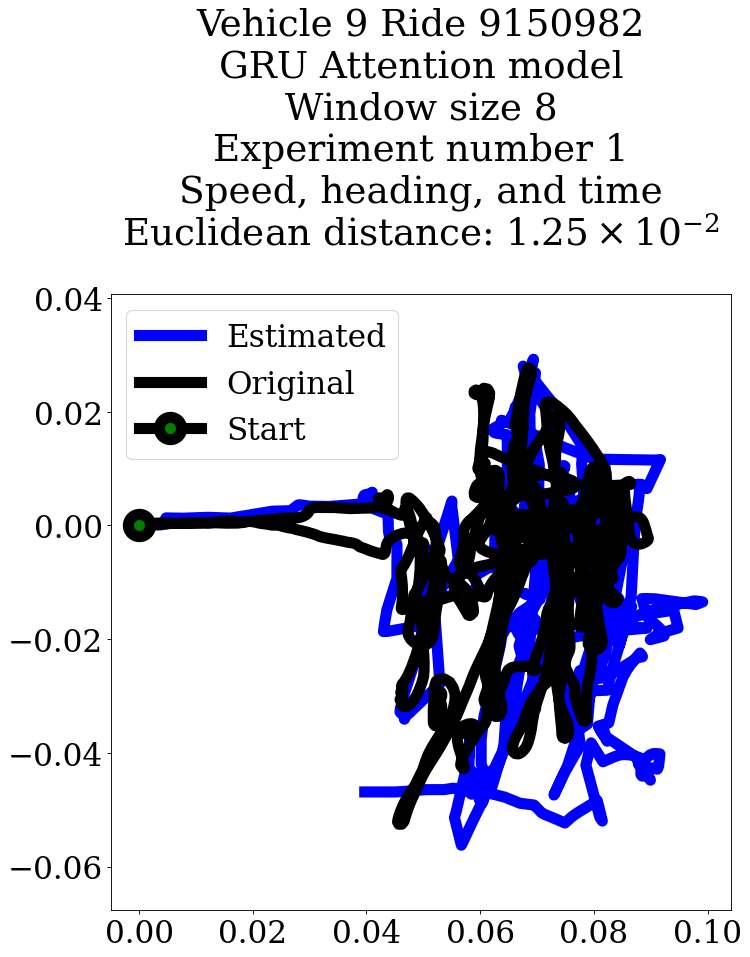 Vehicle 9 Ride 9150982
GRU Attention model
Window size 8
Experiment number 1
Speed, heading, and time
Euclidean distance: 1.25 × 10⁻²
0.04
0.02
0.00
−0.02
−0.04
−0.06
Estimated
Original
Start
0.00 0.02 0.04 0.06 0.08 0.10